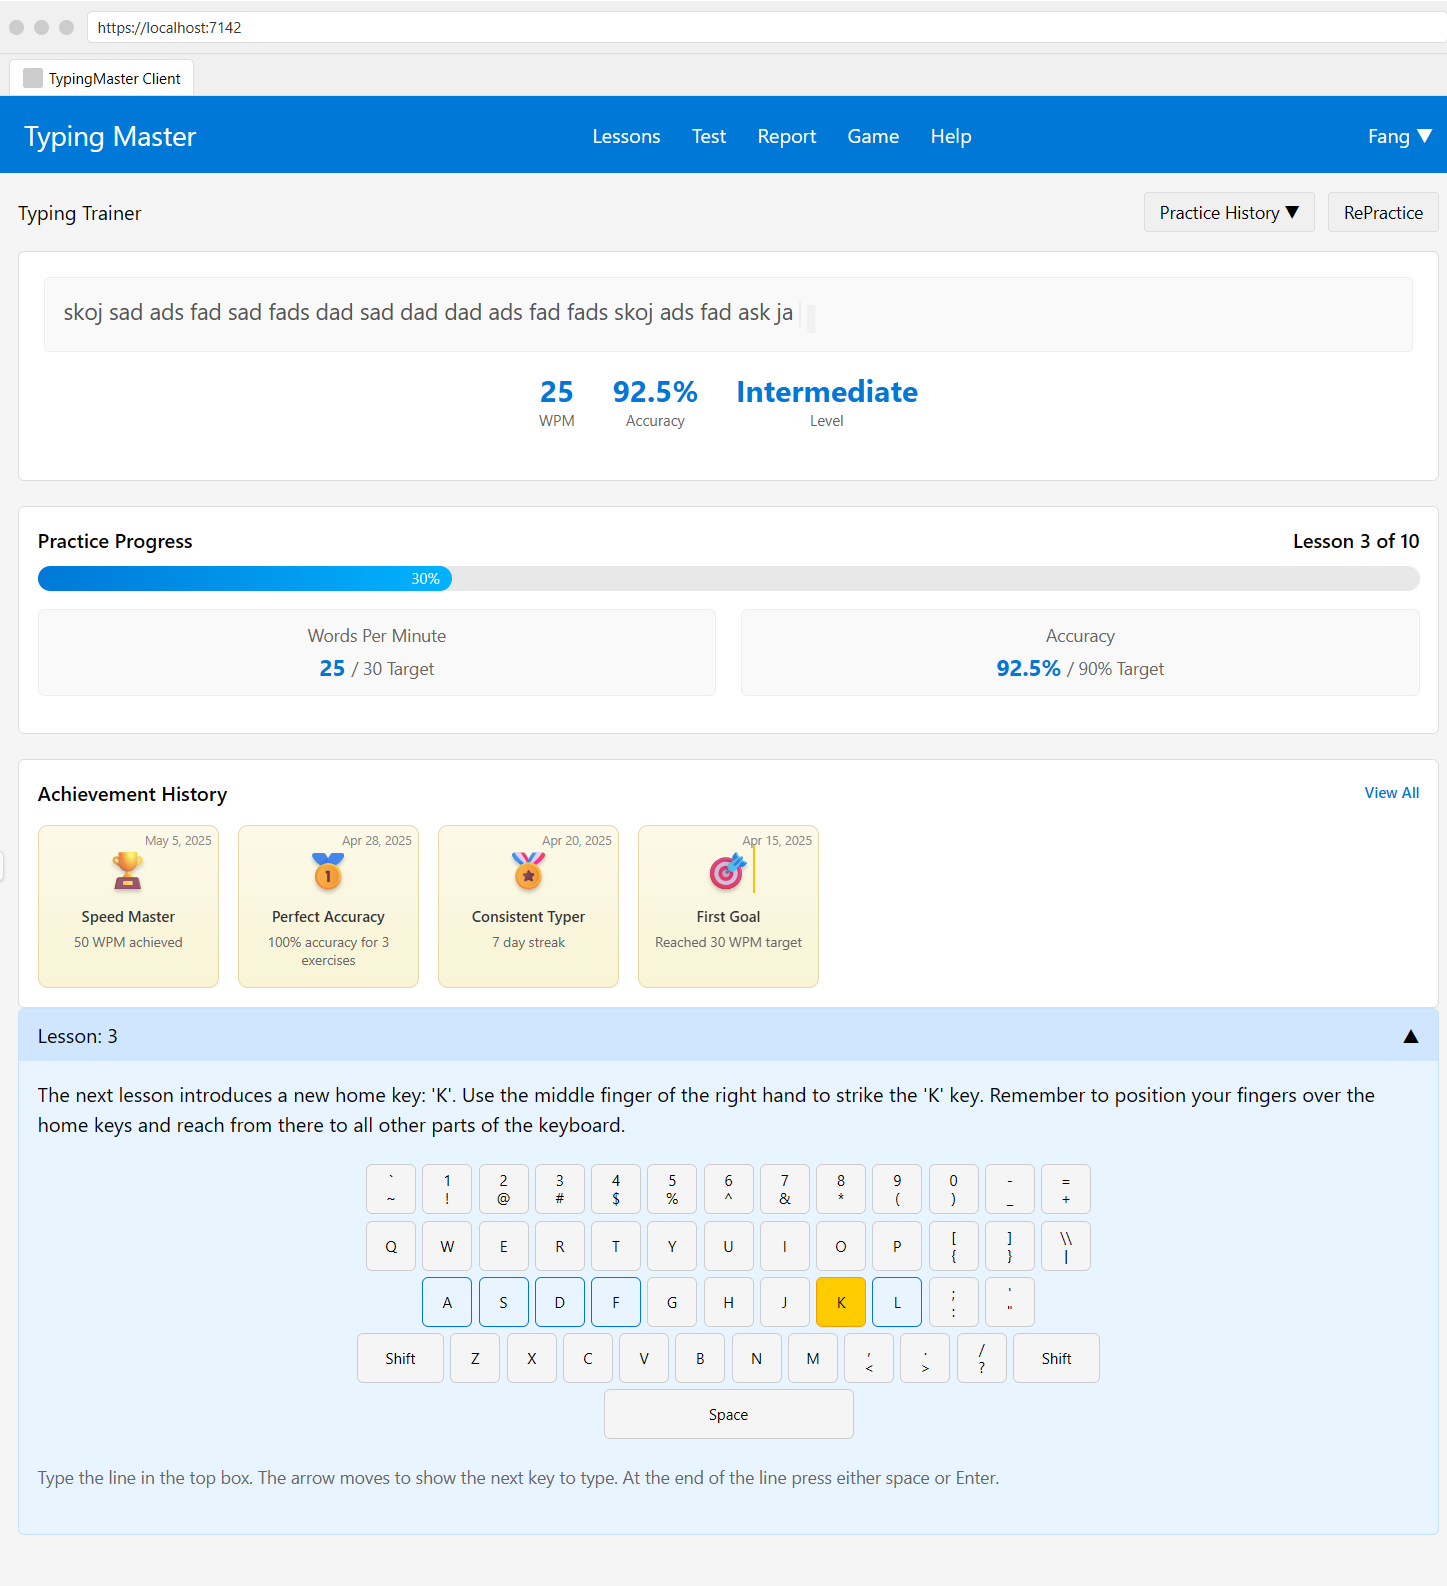 https://localhost:7142
TypingMaster Client
Typing Master Lessons Test Report Game Help Fang ▼
Typing Trainer Practice History ▼ RePractice
skoj sad ads fad sad fads dad sad dad dad ads fad fads skoj ads fad ask ja
25 92.5% Intermediate
WPM Accuracy Level
Practice Progress Lesson 3 of 10
30%
Words Per Minute Accuracy
25 / 30 Target 92.5% / 90% Target
Achievement History View All
May 5, 2025 Apr 28, 2025 Apr 20, 2025 Apr 15, 2025
1
Speed Master Perfect Accuracy Consistent Typer First Goal
50 WPM achieved 100% accuracy for 3 7 day streak Reached 30 WPM target
exercises
Lesson: 3 ▲
The next lesson introduces a new home key: 'K'. Use the middle finger of the right hand to strike the 'K' key. Remember to position your fingers over the
home keys and reach from there to all other parts of the keyboard.
` 1 2 3 4 5 6 7 8 9 0 - =
~ ! @ # $ % ^ & * ( ) _ +
Q W E R T Y U I O P [ ] \\
{ } |
A S D F G H J K L ; '
: "
Shift Z X C V B N M , . / Shift
< > ?
Space
Type the line in the top box. The arrow moves to show the next key to type. At the end of the line press either space or Enter.